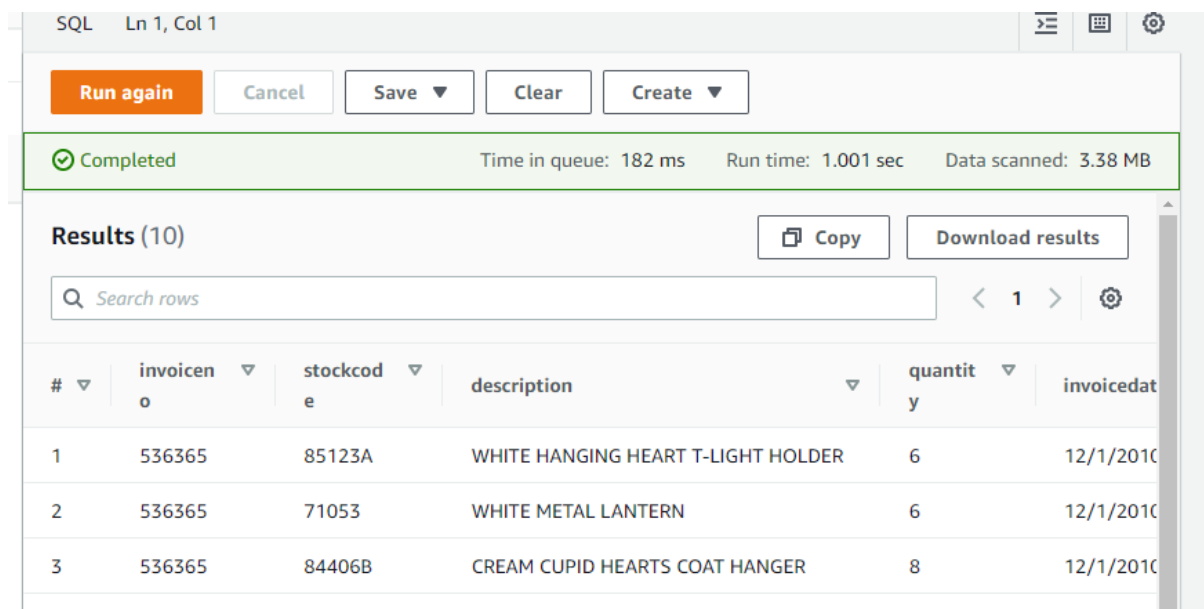 SQL Ln 1, Col 1
Run again Cancel Save Clear Create
Completed Time in queue: 182 ms Run time: 1.001 sec Data scanned: 3.38 MB
Results (10) Copy Download results
Search rows 1
# invoicen
o stockcod
e description quantit
y invoicedat
1 536365 85123A WHITE HANGING HEART T-LIGHT HOLDER 6 12/1/2010
2 536365 71053 WHITE METAL LANTERN 6 12/1/2010
3 536365 84406B CREAM CUPID HEARTS COAT HANGER 8 12/1/2010